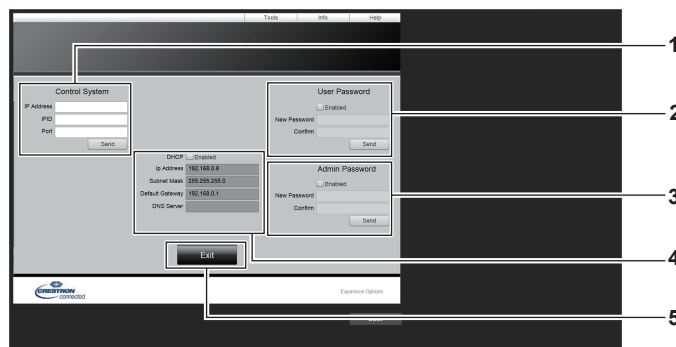 Tools Info Help
1
Control System
IP Address
IPID
Port
Send
User Password
Enabled
New Password
Confirm
Send
2
DHCP Enabled
Ip Address 192.168.0.8
Subnet Mask 255.255.255.0
Default Gateway 192.168.0.1
DNS Server
Admin Password
Enabled
New Password
Confirm
Send
3
4
Exit
CRESTRON
connected
Expansion Options
5